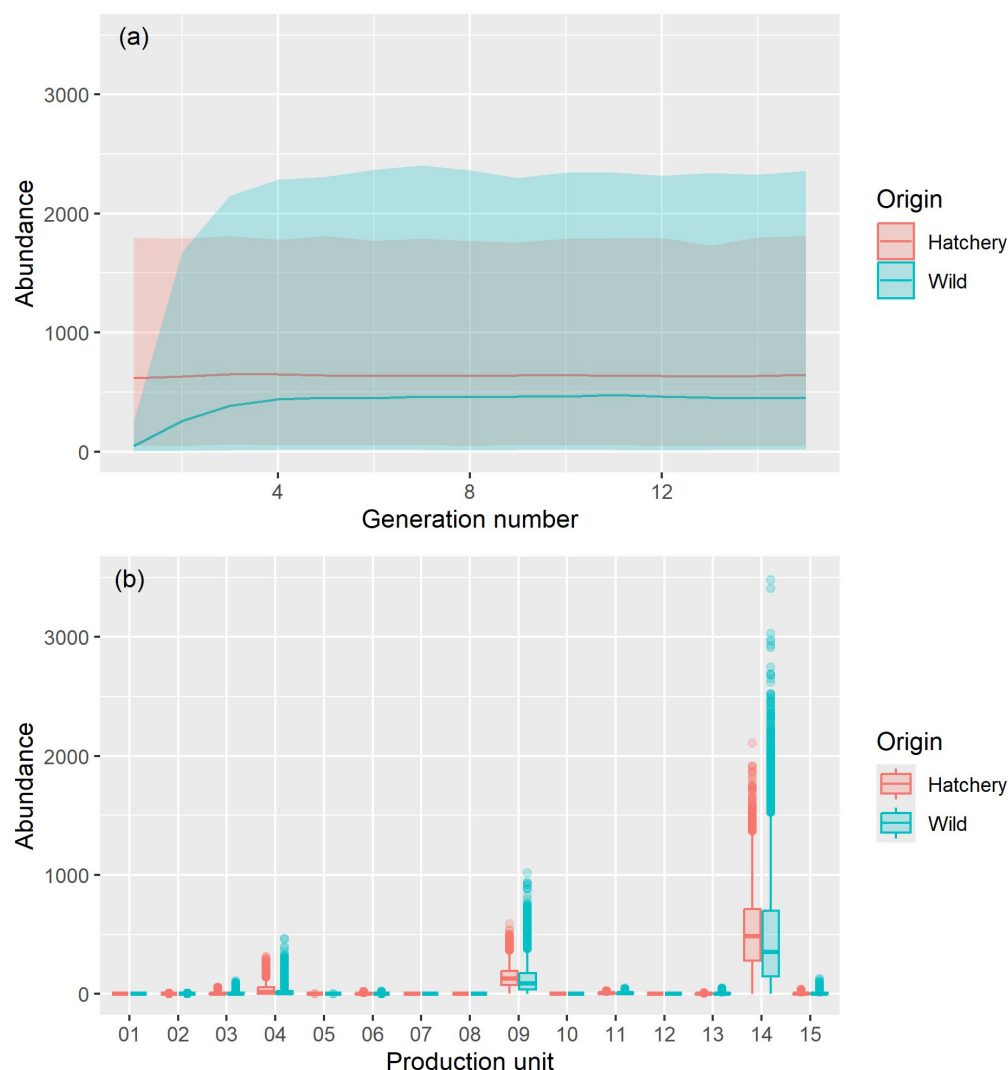 (a)
3000
2000
1000
0
Abundance
4 8 12
Generation number
Origin
Hatchery
Wild
(b)
3000
2000
1000
0
Abundance
01 02 03 04 05 06 07 08 09 10 11 12 13 14 15
Production unit
Origin
Hatchery
Wild